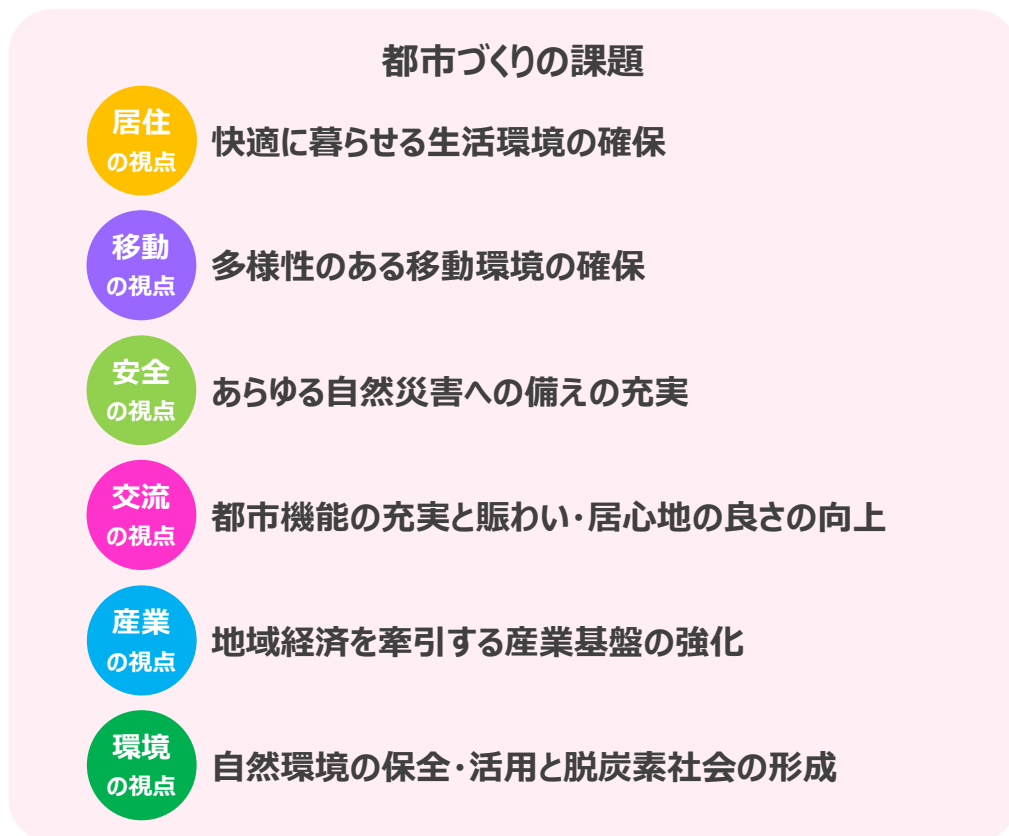 都市づくりの課題
居住
の視点
快適に暮らせる生活環境の確保
移動
の視点
多様性のある移動環境の確保
安全
の視点
あらゆる自然災害への備えの充実
交流
の視点
都市機能の充実と賑わい・居心地の良さの向上
産業
の視点
地域経済を牽引する産業基盤の強化
環境
の視点
自然環境の保全・活用と脱炭素社会の形成